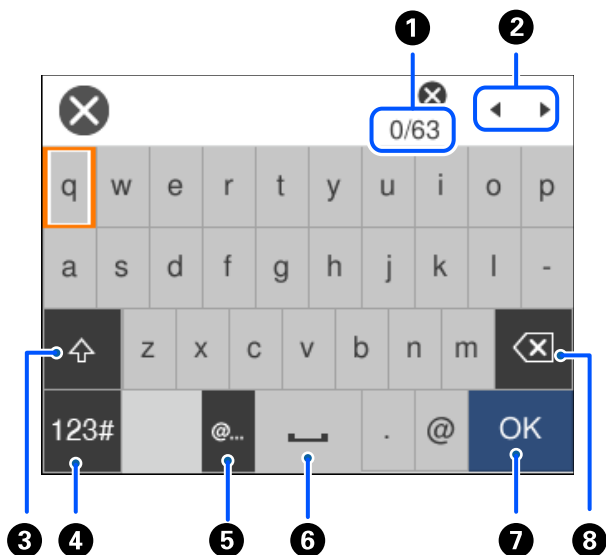 1 2
0/63
q w e r t y u i o p
a s d f g h j k l -
z x c v b n m
123# @... . @ OK
3 4 5 6 7 8